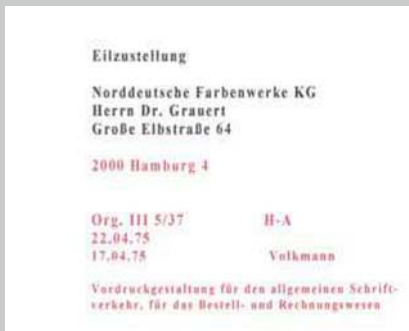 Eilzustellung
Norddeutsche Farbenwerke KG
Herrn Dr. Grauert
Große Elbstraße 64
2000 Hamburg 4
Org. III 5/37 H-A
22.04.75
17.04.75 Volkmann
Vordruckgestaltung für den allgemeinen Schrift-
verkehr, für das Bestell- und Rechnungswesen